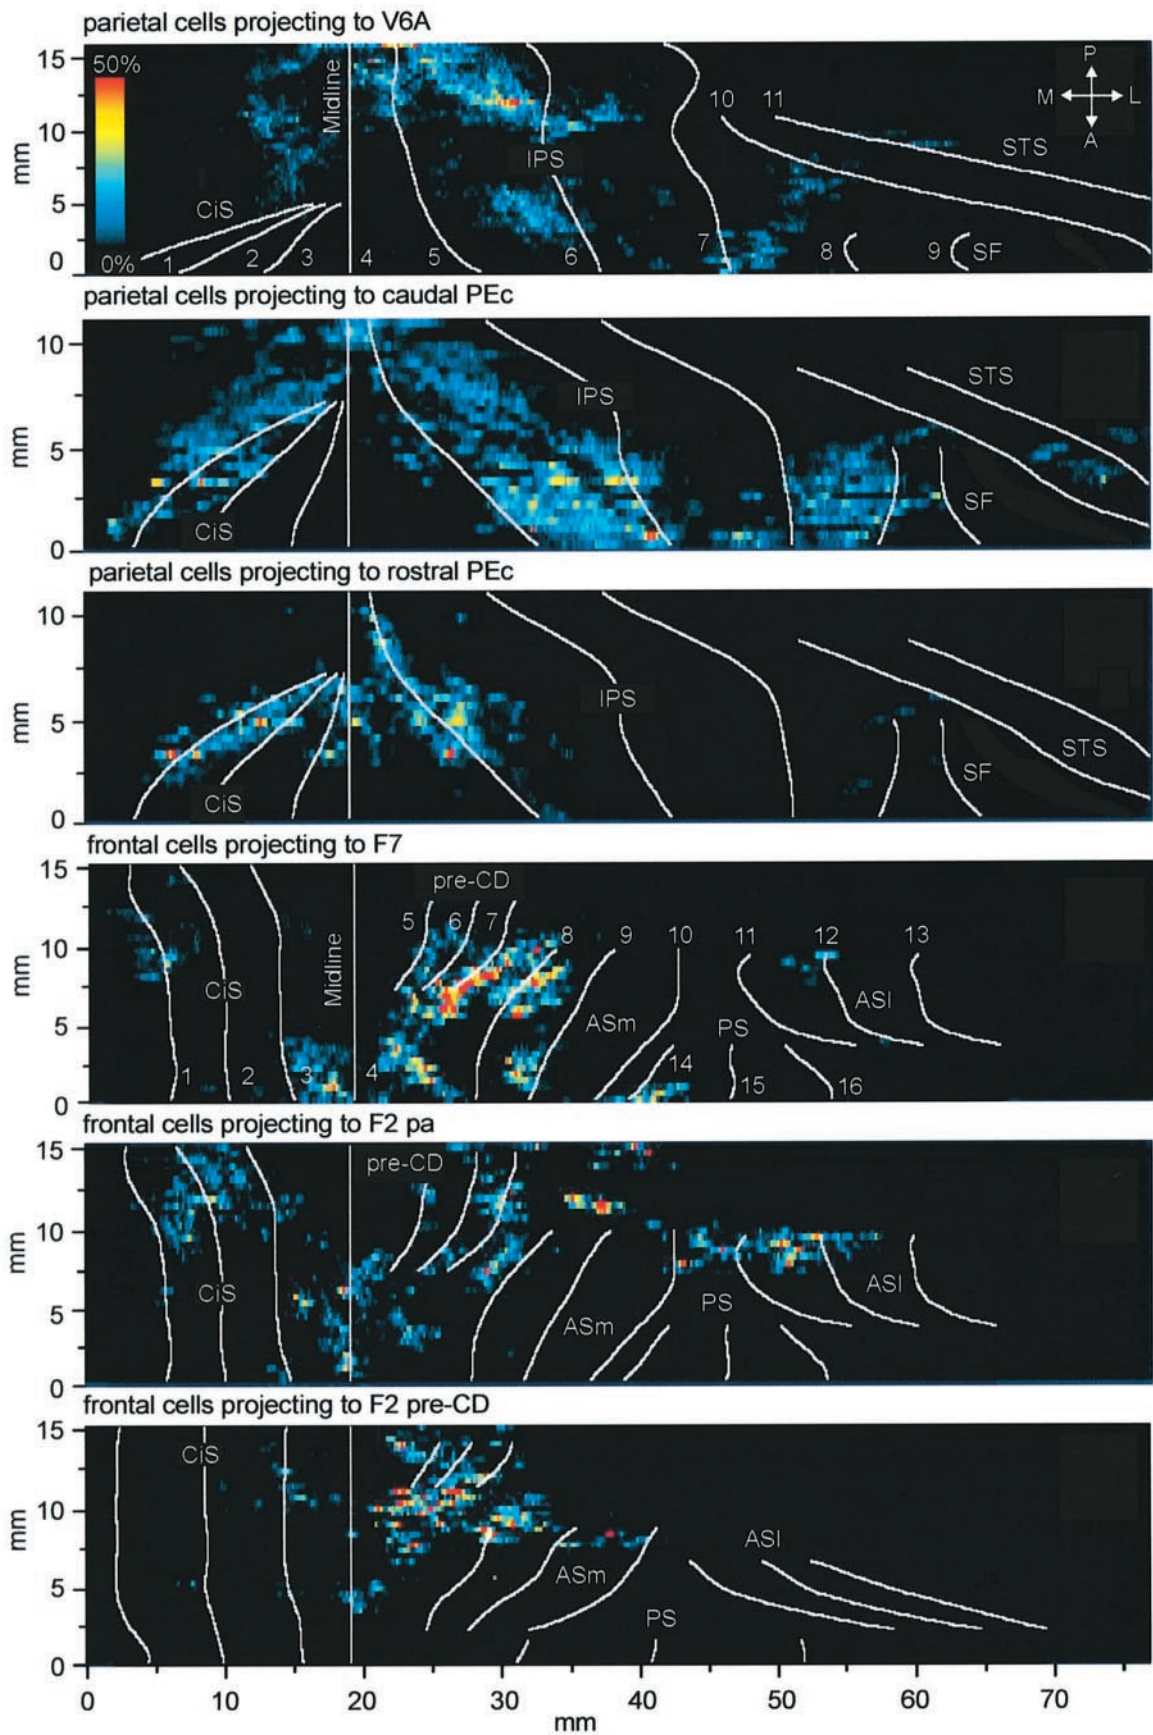 parietal cells projecting to V6A
15
50%
P
Midline
10 11
M L
10
A
IPS
STS
mm
5
CiS
0
0% 1 2 3 4 5 6 7 8 9 SF
parietal cells projecting to caudal PEc
10
STS
IPS
mm
5
SF
CiS
0
parietal cells projecting to rostral PEc
10
IPS
mm
5
STS
SF
CiS
0
frontal cells projecting to F7
15
pre-CD
5 6 7 8 9 10 11 12 13
10
Midline
CiS
mm
ASl
ASm
PS
5
14
1 2 3 4 15 16
0
frontal cells projecting to F2 pa
15
pre-CD
10
mm
CiS
PS
ASl
5
ASm
0
frontal cells projecting to F2 pre-CD
15
CiS
10
mm
ASl
ASm
5
PS
0
0 10 20 30 40 50 60 70
mm